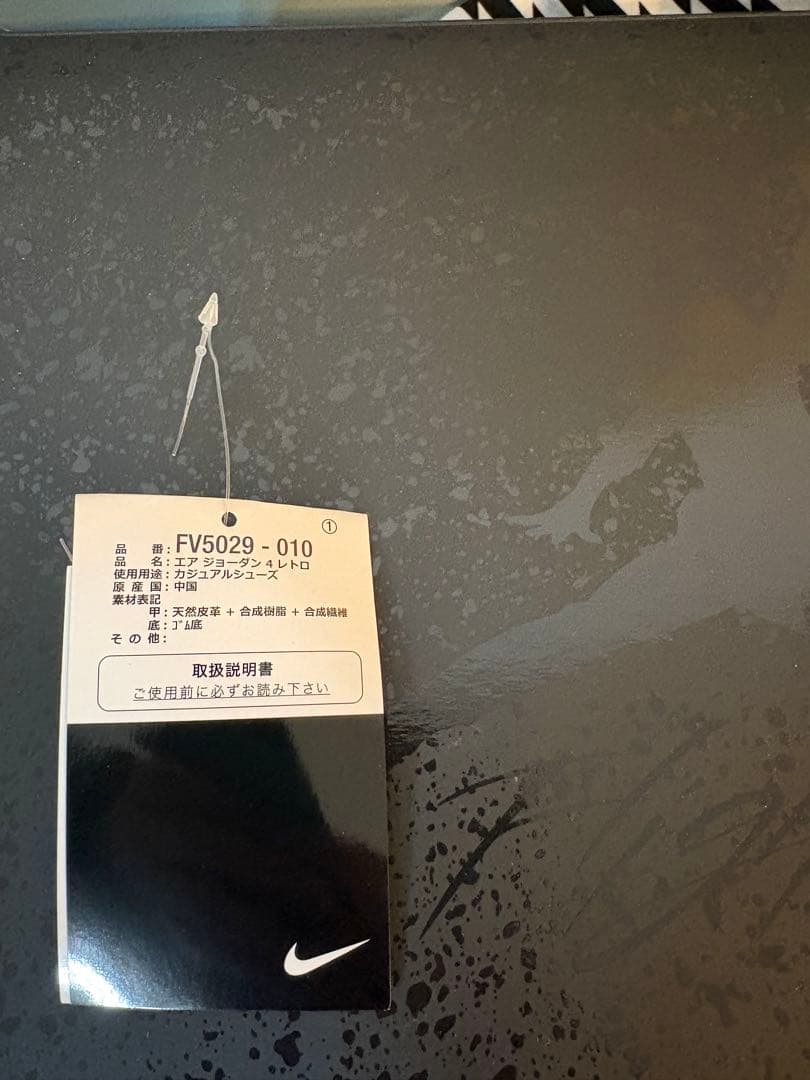 ①
品 番 : FV5029 - 010
品 名 : エア ジョーダン 4 レトロ
使用用途 : カジュアルシューズ
原 産 国 : 中国
素材表記
甲 : 天然皮革 + 合成樹脂 + 合成繊維
底 : ｺﾞﾑ底
そ の 他 :
取扱説明書
ご使用前に必ずお読み下さい